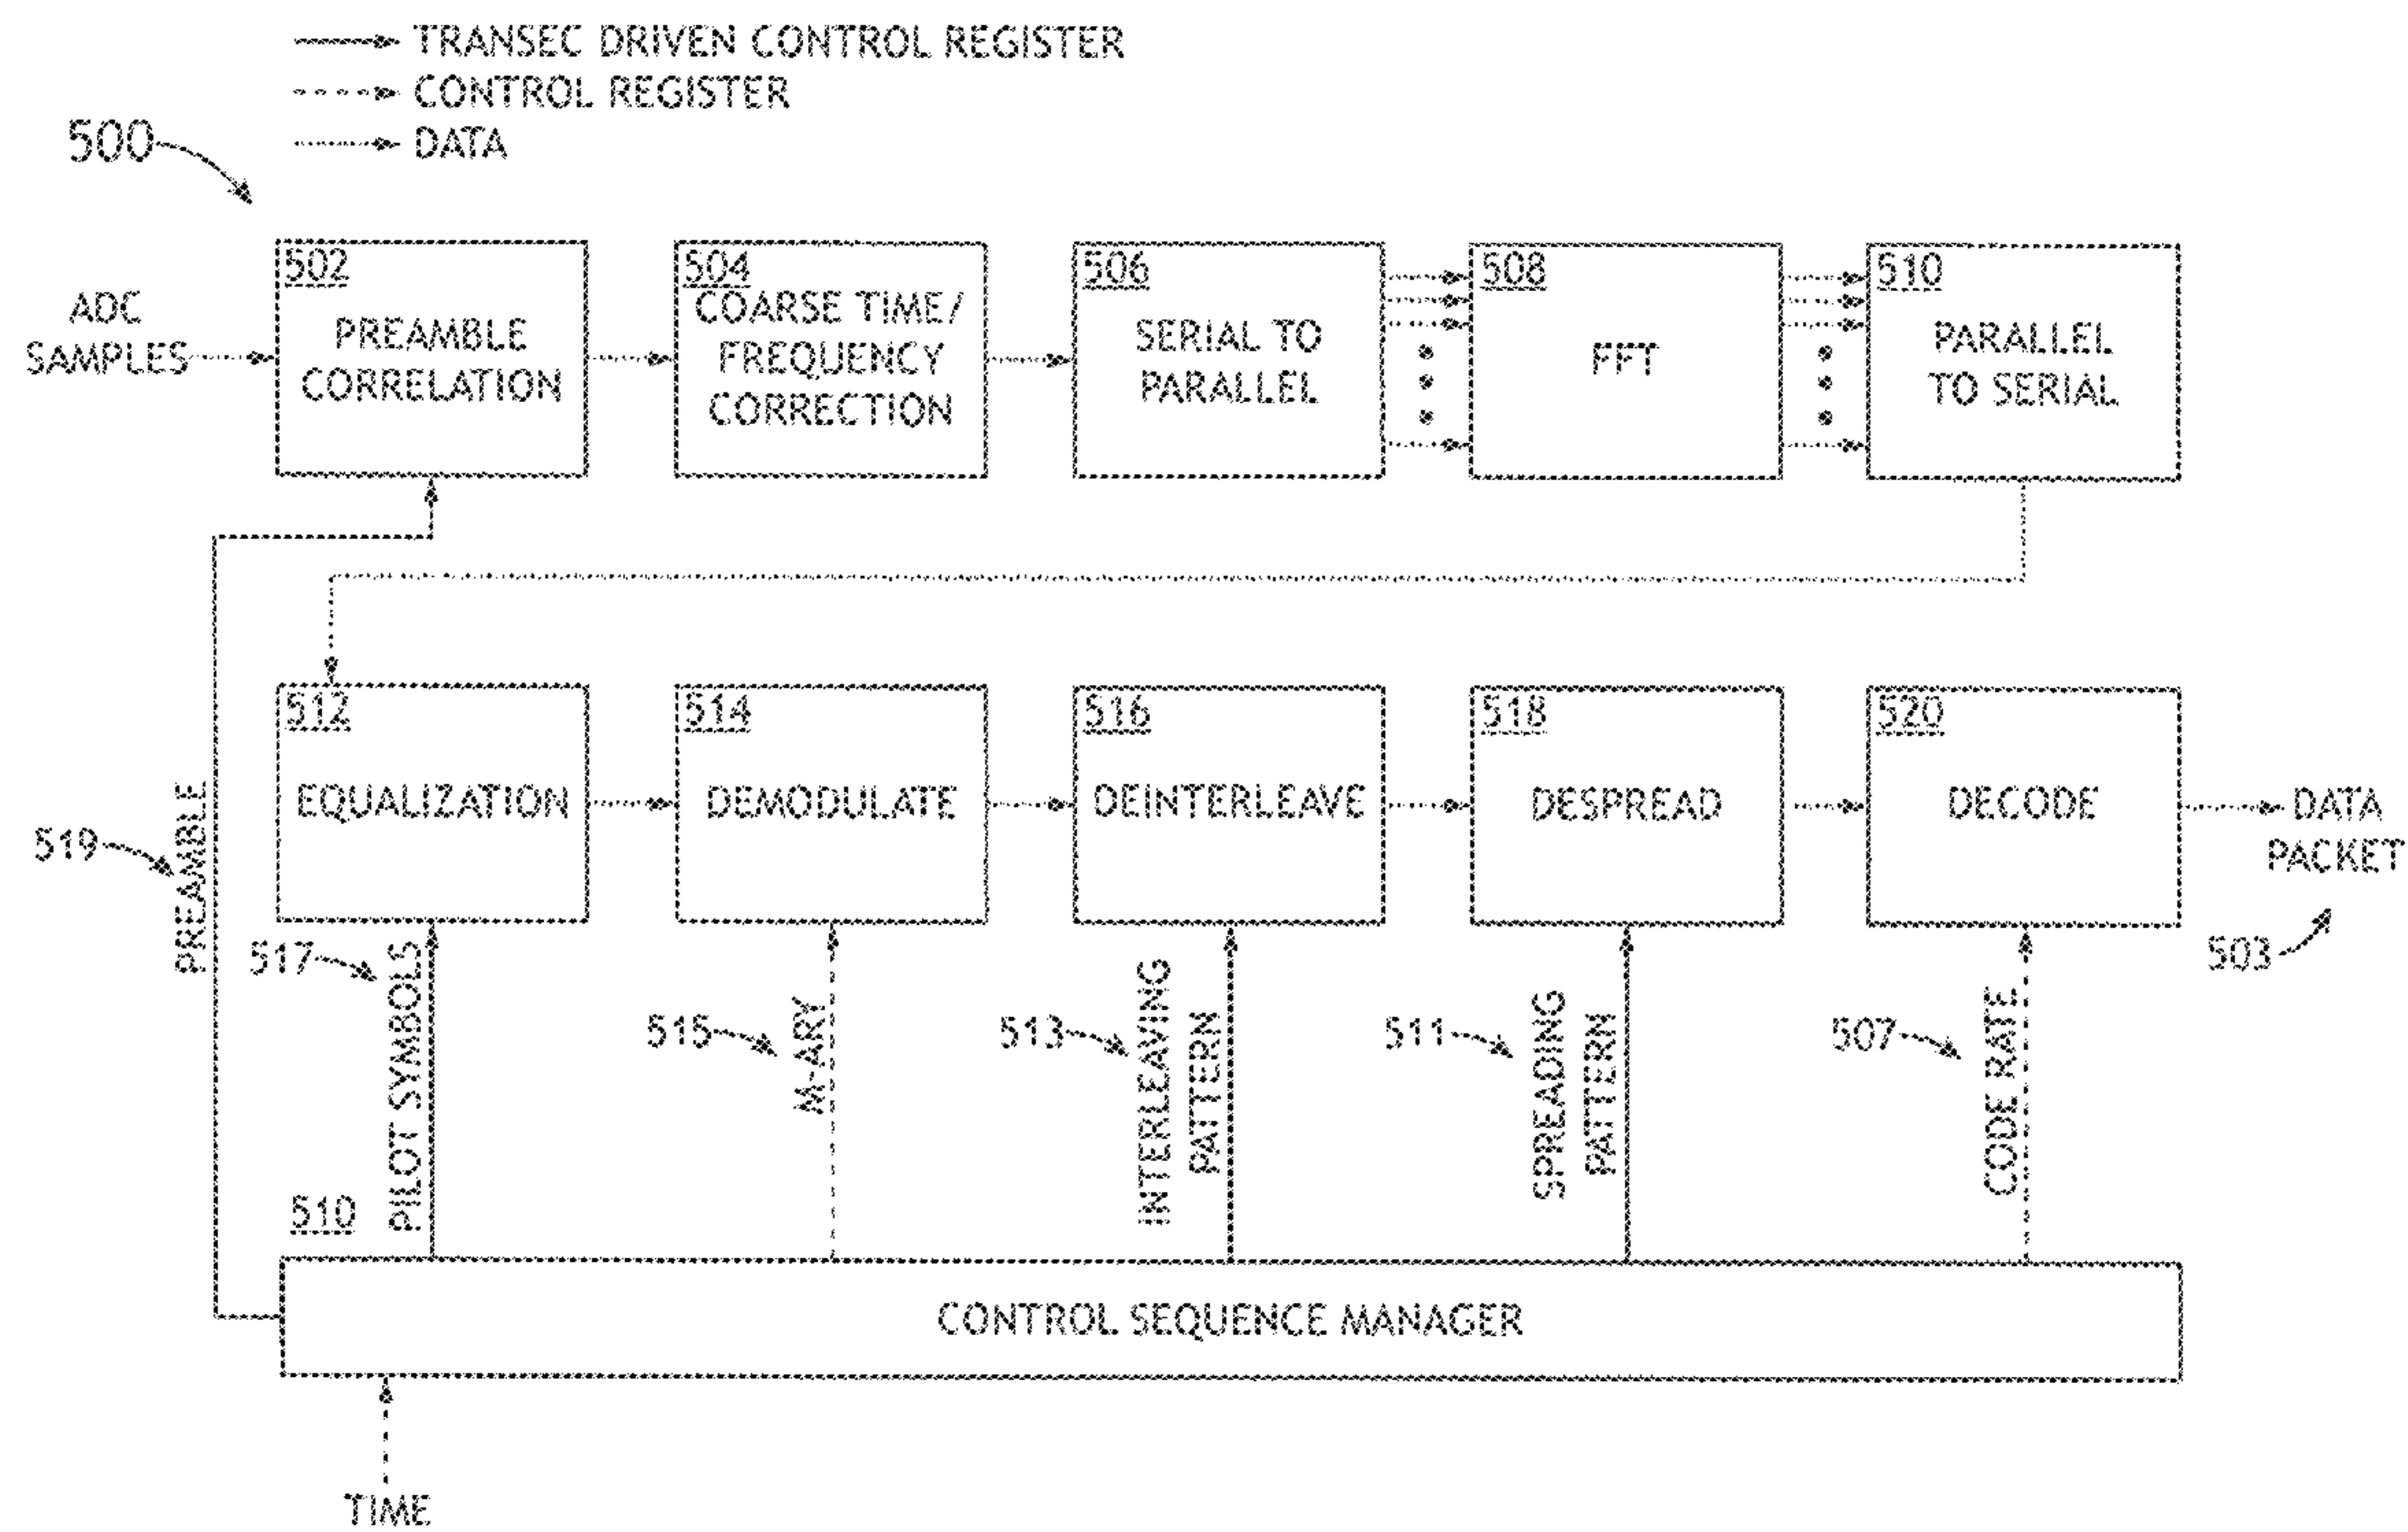 TRANSEC DRIVEN CONTROL REGISTER
CONTROL REGISTER
DATA
500
502
PREAMBLE
CORRELATION
504
COARSE TIME/
FREQUENCY
CORRECTION
506
SERIAL TO
PARALLEL
508
FFT
510
PARALLEL
TO SERIAL
ADC
SAMPLES
512
EQUALIZATION
514
DEMODULATE
516
DEINTERLEAVE
518
DESPREAD
520
DECODE
DATA
PACKET
503
519
PREAMBLE
517
PILOT SYMBOLS
515
M-ARY
513
INTERLEAVING
PATTERN
511
SPREADING
PATTERN
507
CODE RATE
510
CONTROL SEQUENCE MANAGER
TIME